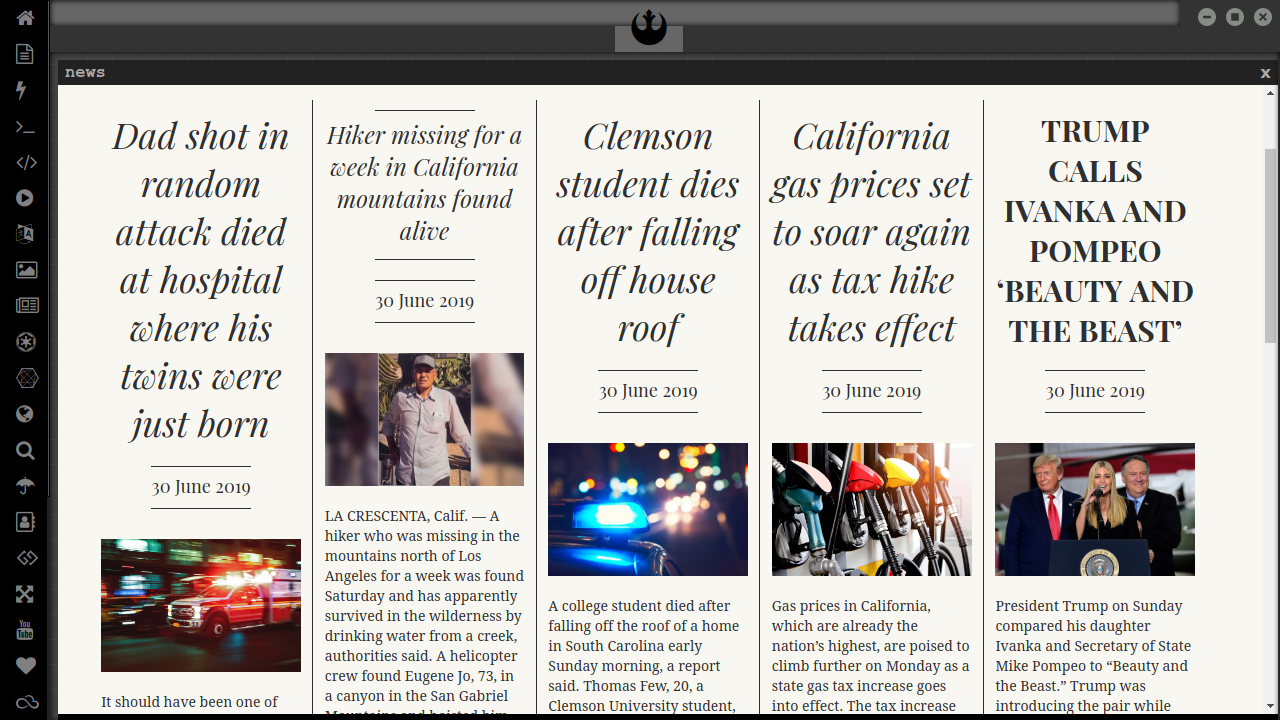 news
x
Dad shot in
random
attack died
at hospital
where his
twins were
just born
30 June 2019
It should have been one of
Hiker missing for a
week in California
mountains found
alive
30 June 2019
LA CRESCENTA, Calif. — A
hiker who was missing in the
mountains north of Los
Angeles for a week was found
Saturday and has apparently
survived in the wilderness by
drinking water from a creek,
authorities said. A helicopter
crew found Eugene Jo, 73, in
a canyon in the San Gabriel
Mountains and hoisted him
Clemson
student dies
after falling
off house
roof
30 June 2019
A college student died after
falling off the roof of a home
in South Carolina early
Sunday morning, a report
said. Thomas Few, 20, a
Clemson University student,
California
gas prices set
to soar again
as tax hike
takes effect
30 June 2019
Gas prices in California,
which are already the
nation’s highest, are poised to
climb further on Monday as a
state gas tax increase goes
into effect. The tax increase
TRUMP
CALLS
IVANKA AND
POMPEO
‘BEAUTY AND
THE BEAST’
30 June 2019
President Trump on Sunday
compared his daughter
Ivanka and Secretary of State
Mike Pompeo to “Beauty and
the Beast.” Trump was
introducing the pair while
You
Tube